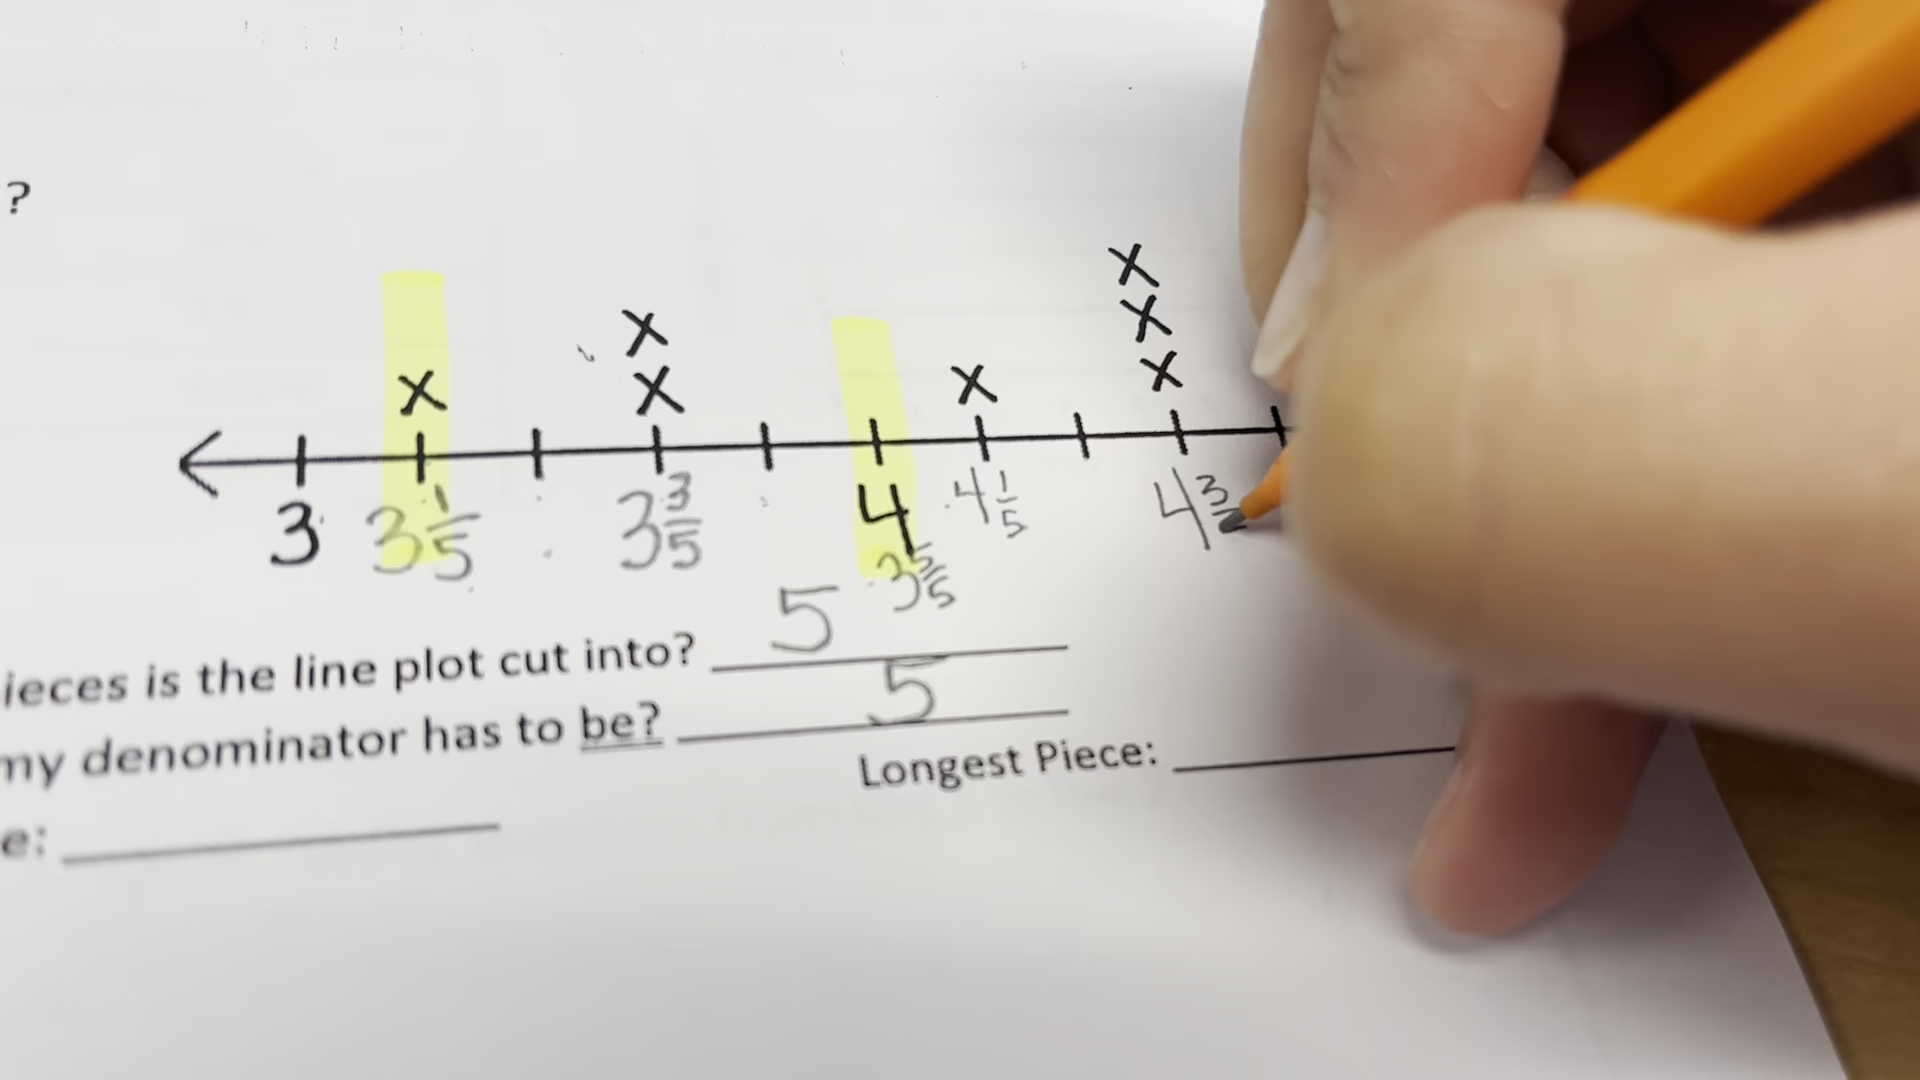 ?
X
X
X X
X
X X X
3 3 1/5 3 3/5 4 4 1/5 4 3
3 5/5
ieces is the line plot cut into? 5
my denominator has to be? 5
Longest Piece:
e: